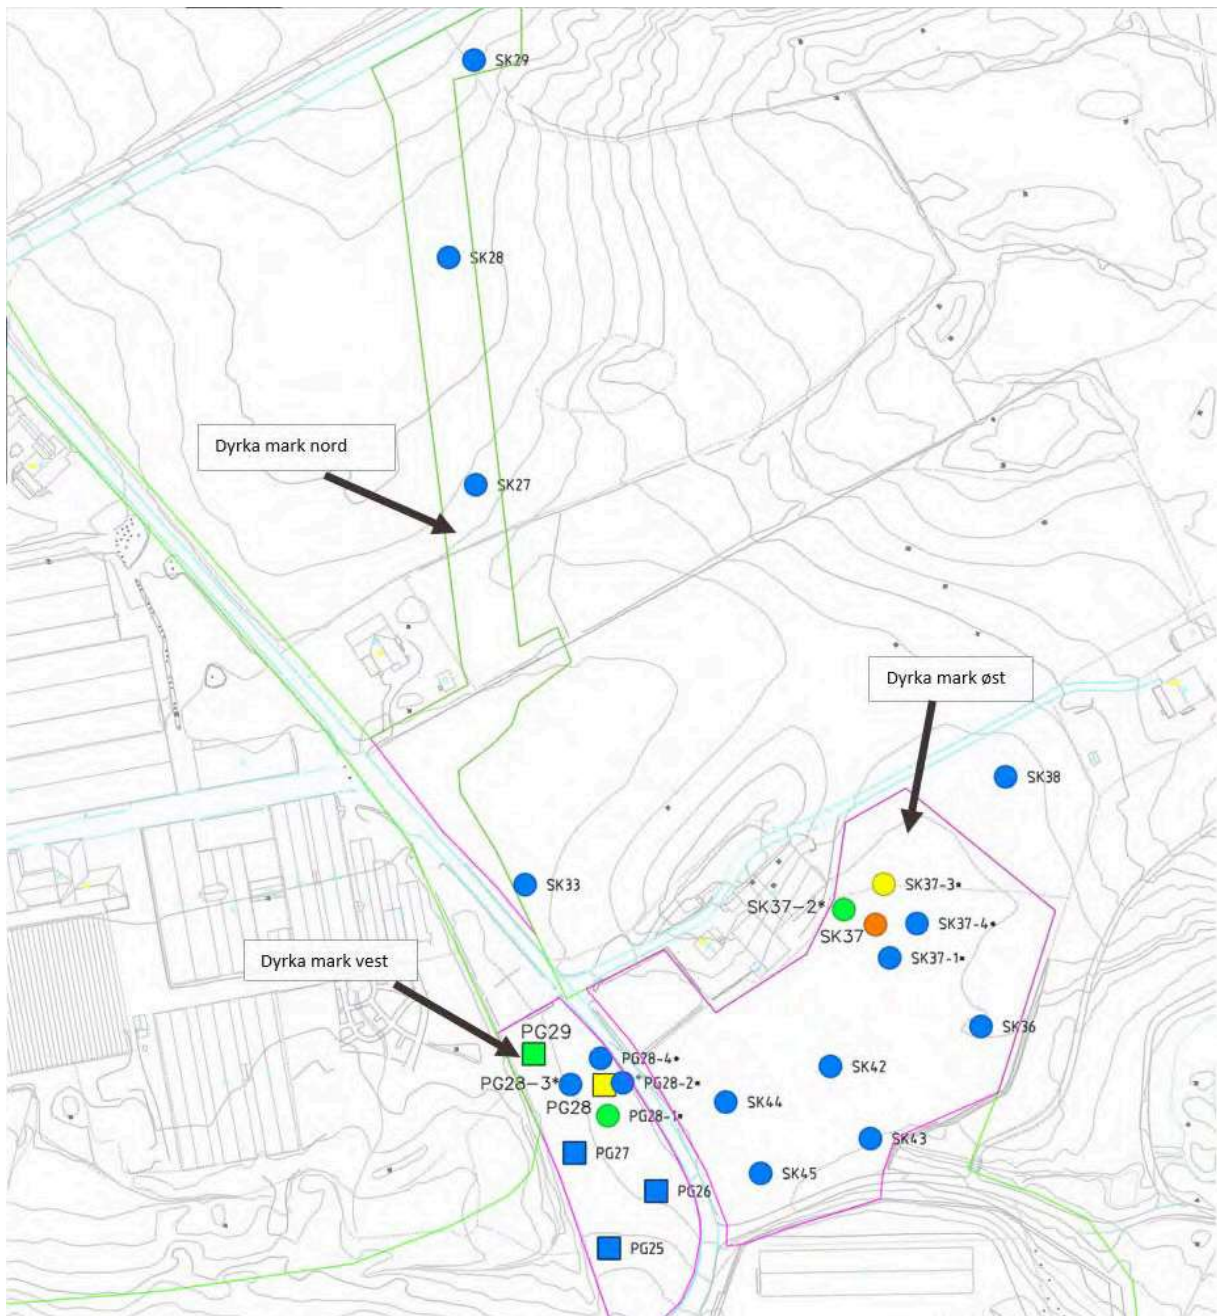 SK29
SK28
Dyrka mark nord
SK27
Dyrka mark øst
SK38
SK33
SK37-3*
SK37-2*
SK37
SK37-4*
Dyrka mark vest
SK37-1*
PG29
SK36
PG28-4*
SK42
PG28-3*
PG28-2*
PG28
SK44
PG28-1*
SK43
PG27
SK45
PG26
PG25